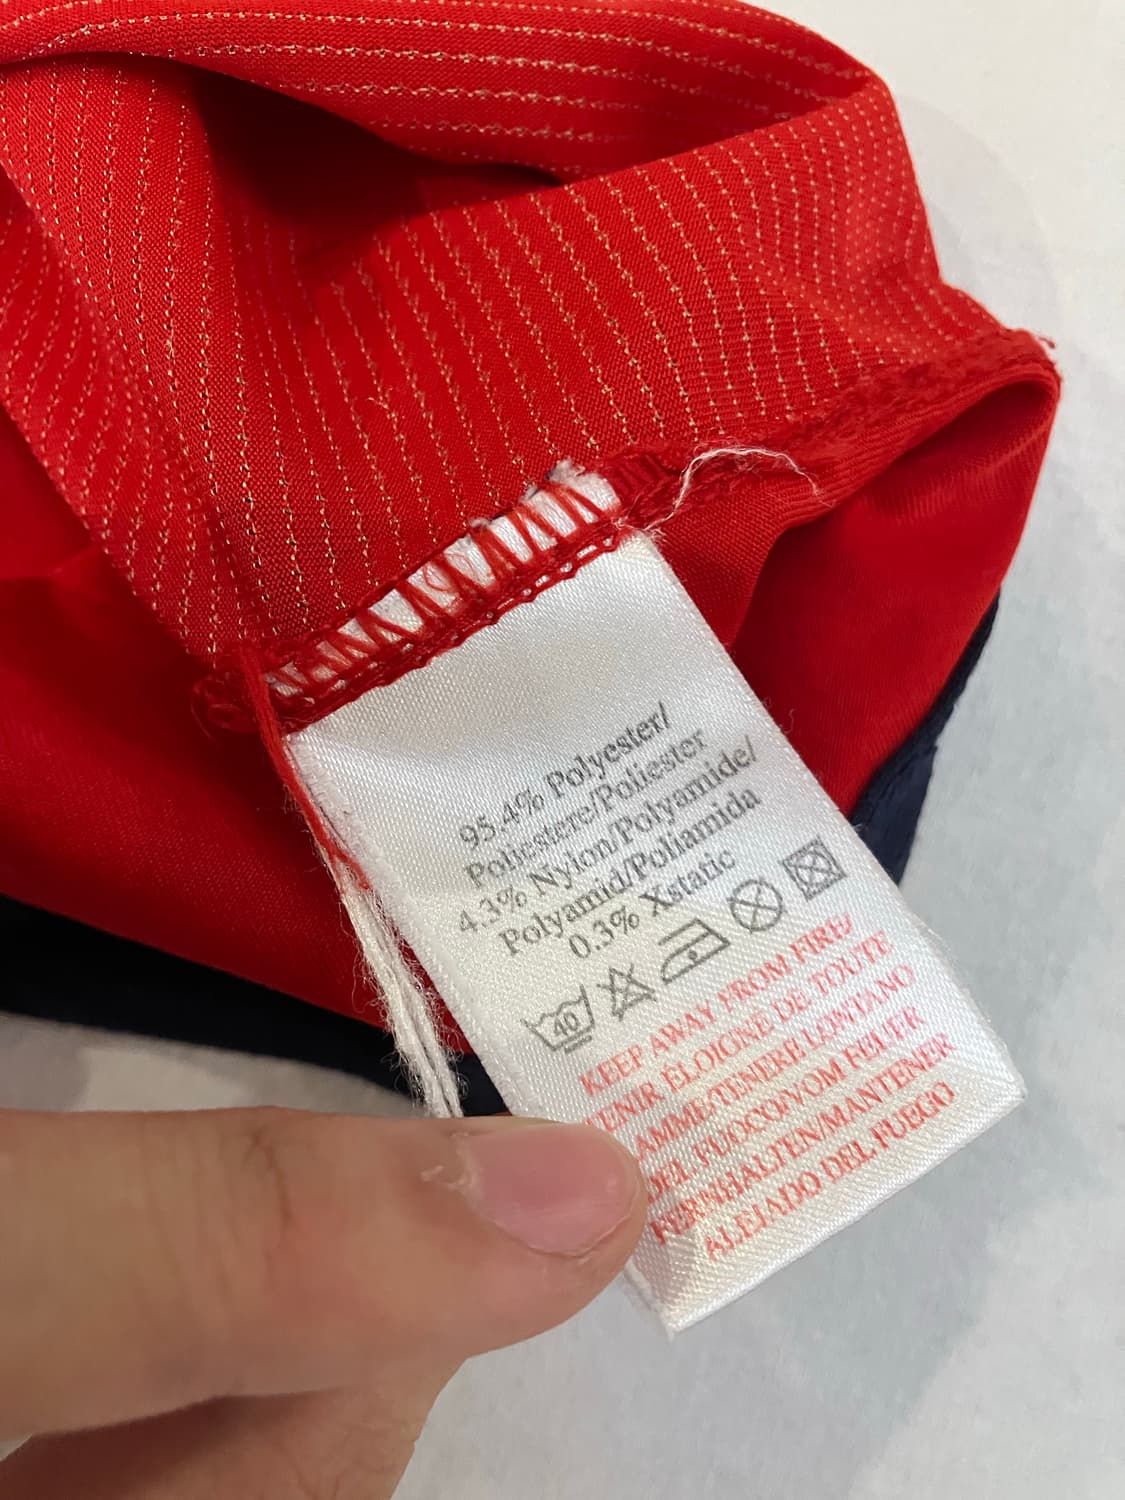 95.4% Polyester/
Poliestere/Poliester
4.3% Nylon/Polyamide/
Polyamid/Poliamida
0.3% Xstatic
40
KEEP AWAY FROM FIRE/
TENIR ÉLOIGNÉ DE TOUTE
AMME/TENERE LONTANO
DEL FUOCO/VOM FEUER
FERNHALTEN/MANTENER
ALEJADO DEL FUEGO